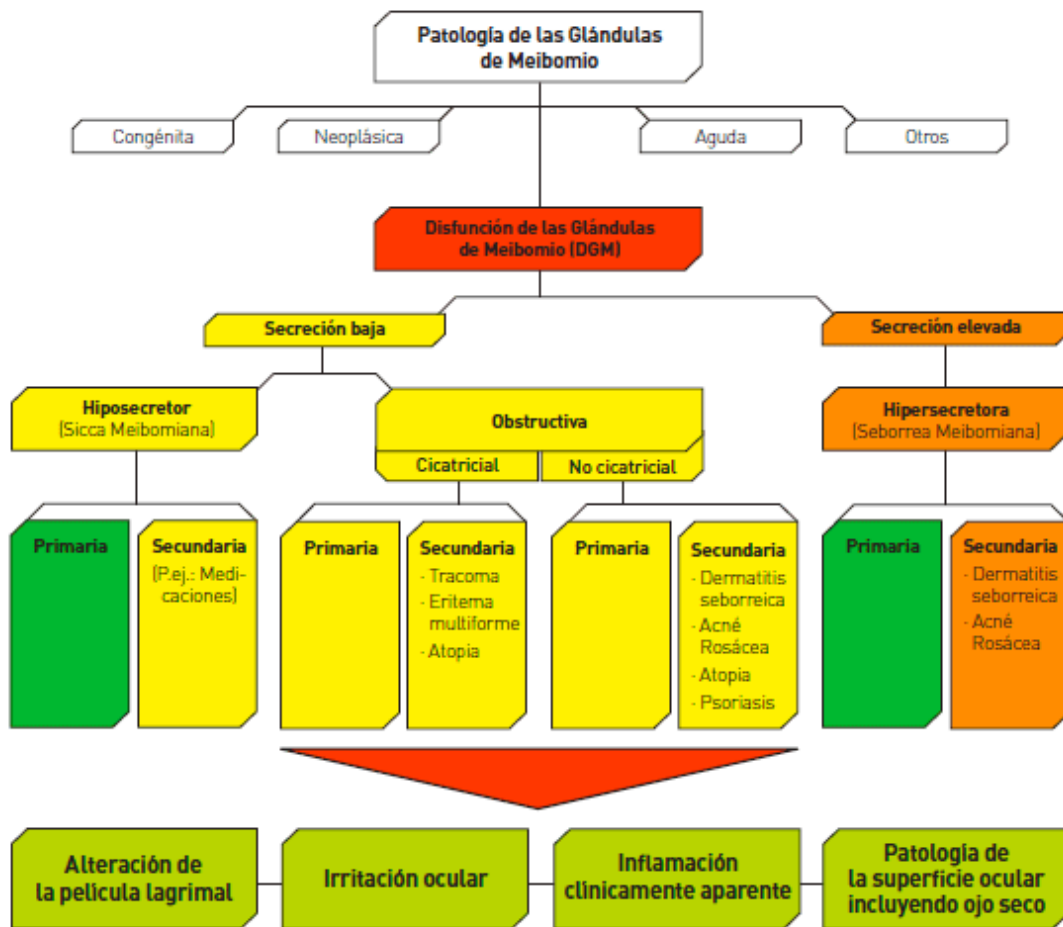 Patología de las Glándulas
de Meibomio
Congénita
Neoplásica
Aguda
Otros
Disfunción de las Glándulas
de Meibomio (DGM)
Secreción baja
Secreción elevada
Hiposecretor
(Sicca Meibomiana)
Obstructiva
Hipersecretora
(Seborrea Meibomiana)
Cicatricial
No cicatricial
Primaria
Secundaria
(P.ej.: Medi-
caciones)
Primaria
Secundaria
- Tracoma
- Eritema
multiforme
- Atopia
Primaria
Secundaria
- Dermatitis
seborreica
- Acné
Rosácea
- Atopia
- Psoriasis
Primaria
Secundaria
- Dermatitis
seborreica
- Acné
Rosácea
Alteración de
la película lagrimal
Irritación ocular
Inflamación
clínicamente aparente
Patología de
la superficie ocular
incluyendo ojo seco